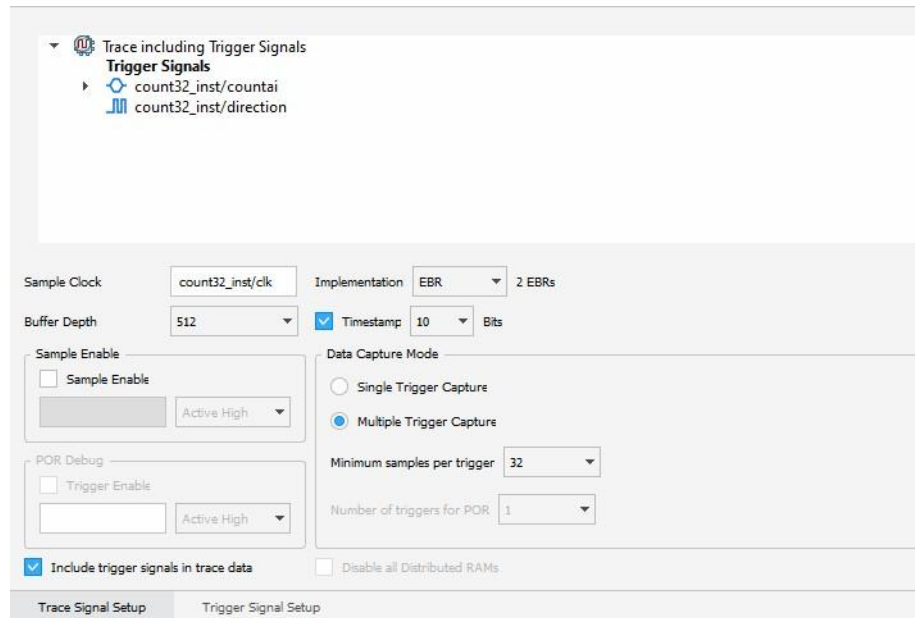 Trace including Trigger Signals
Trigger Signals
count32_inst/countai
count32_inst/direction
Sample Clock count32_inst/clk Implementation EBR 2 EBRs
Buffer Depth 512 Timestamp 10 Bits
Sample Enable Data Capture Mode
Sample Enable Single Trigger Capture
Active High
Multiple Trigger Capture
POR Debug Minimum samples per trigger 32
Trigger Enable
Active High Number of triggers for POR 1
Include trigger signals in trace data Disable all Distributed RAMs
Trace Signal Setup Trigger Signal Setup